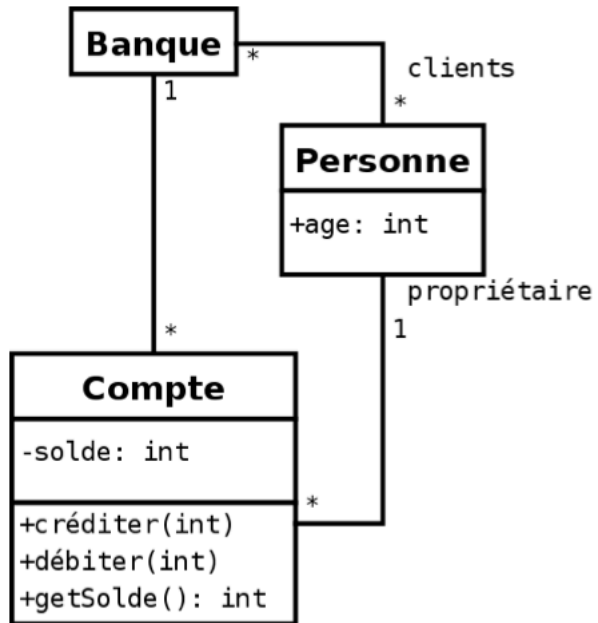 Banque
*
clients
1
*
Personne
+age: int
propriétaire
1
*
Compte
-solde: int
*
+créditer(int)
+débiter(int)
+getSolde(): int